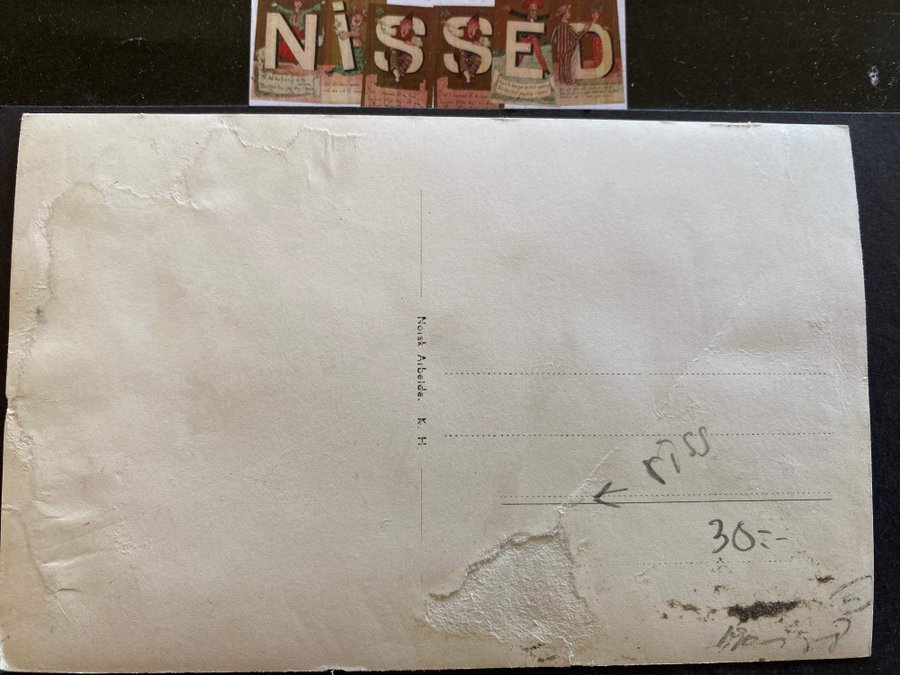 NiSSED
Norsk Arbeide. K. H
riss
30:-